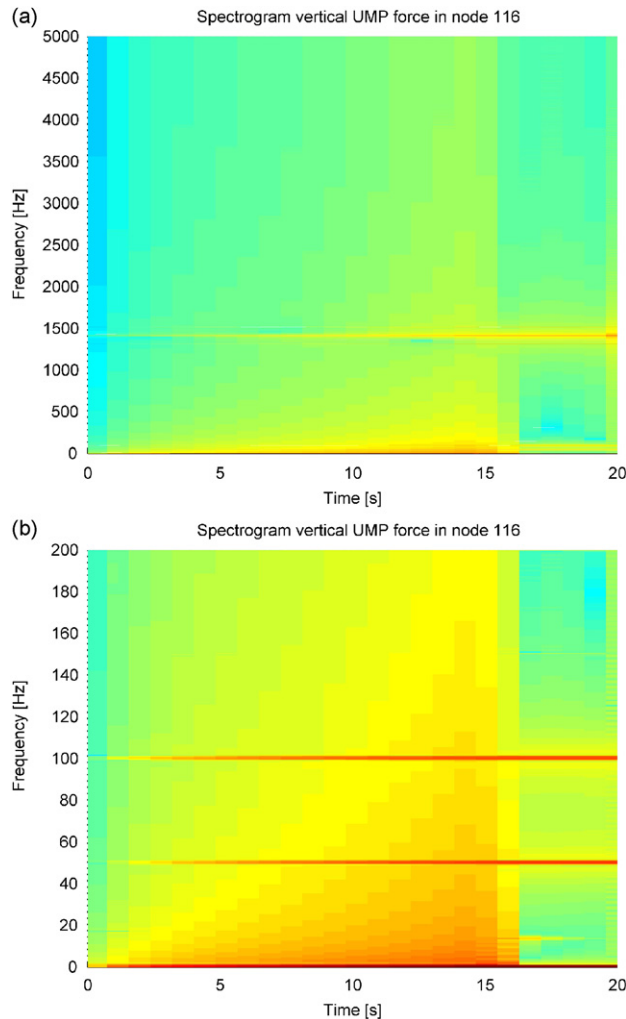 (a)
Spectrogram vertical UMP force in node 116
5000
4500
4000
3500
3000
2500
2000
1500
1000
500
0
Frequency [Hz]
0 5 10 15 20
Time [s]
(b)
Spectrogram vertical UMP force in node 116
200
180
160
140
120
100
80
60
40
20
0
Frequency [Hz]
0 5 10 15 20
Time [s]